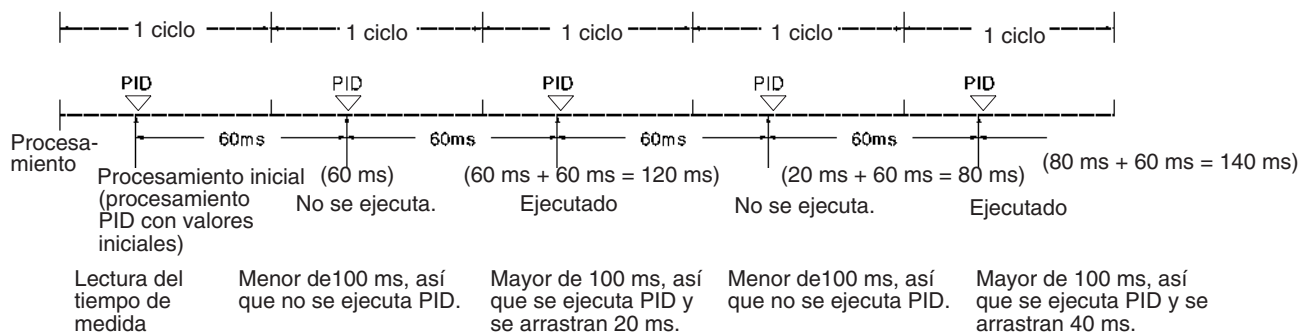 1 ciclo 1 ciclo 1 ciclo 1 ciclo 1 ciclo
PID PID PID PID PID
60ms 60ms 60ms 60ms
Procesa-
miento
Procesamiento inicial
(procesamiento
PID con valores
iniciales)
(60 ms)
No se ejecuta.
(60 ms + 60 ms = 120 ms)
Ejecutado
(20 ms + 60 ms = 80 ms)
No se ejecuta.
(80 ms + 60 ms = 140 ms)
Ejecutado
Lectura del
tiempo de
medida
Menor de100 ms, así
que no se ejecuta PID.
Mayor de 100 ms, así
que se ejecuta PID y
se arrastran 20 ms.
Menor de100 ms, así
que no se ejecuta PID.
Mayor de 100 ms, así
que se ejecuta PID y se
arrastran 40 ms.